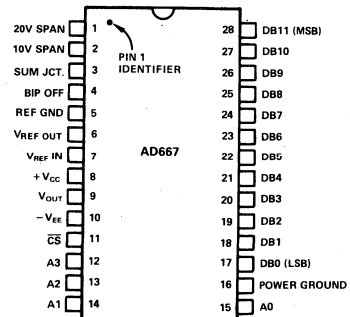 20V SPAN 1
10V SPAN 2
SUM JCT. 3
BIP OFF 4
REF GND 5
VREF OUT 6
VREF IN 7
+VCC 8
VOUT 9
-VEE 10
CS 11
A3 12
A2 13
A1 14
PIN 1
IDENTIFIER
AD667
28 DB11 (MSB)
27 DB10
26 DB9
25 DB8
24 DB7
23 DB6
22 DB5
21 DB4
20 DB3
19 DB2
18 DB1
17 DB0 (LSB)
16 POWER GROUND
15 A0